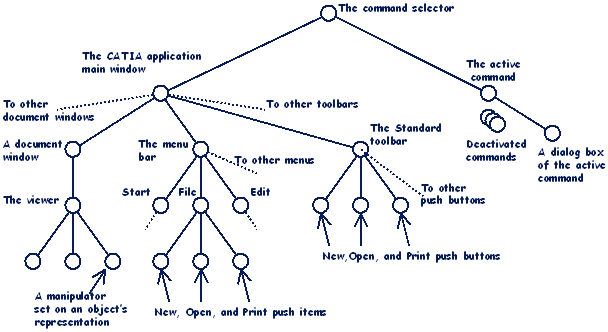 The command selector
The CATIA application
main window
The active
command
To other
document windows
To other toolbars
A document
window
The menu
bar
To other menus
The Standard
toolbar
Deactivated
commands
A dialog box
of the active
command
The viewer
Start
File
Edit
To other
push buttons
New,Open, and Print push buttons
A manipulator
set on an object's
representation
New, Open, and Print push items